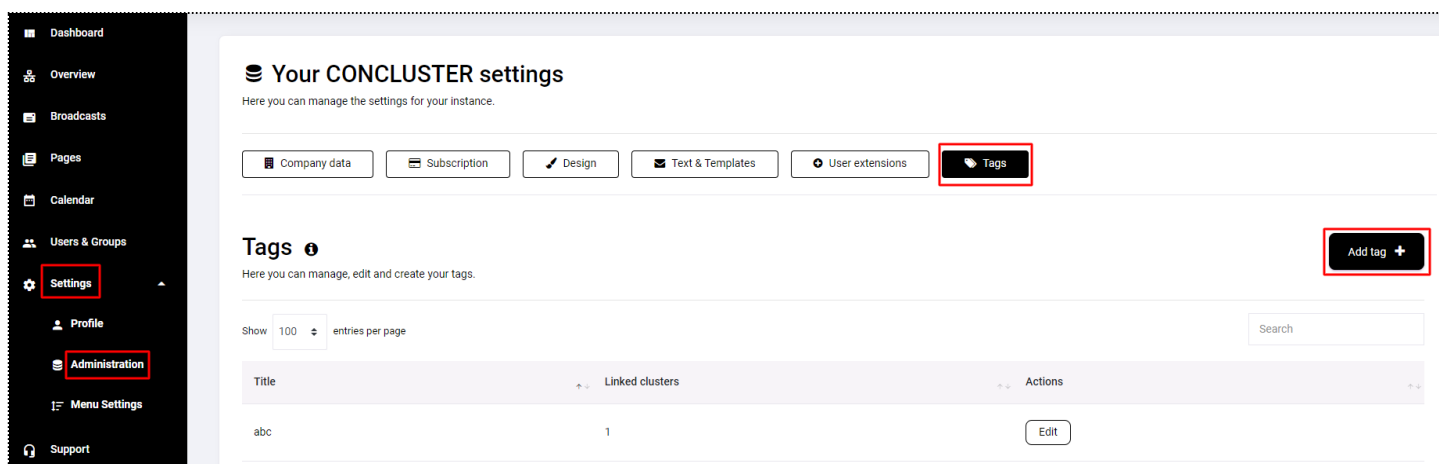 Dashboard
Overview
Broadcasts
Pages
Calendar
Users & Groups
Settings
Profile
Administration
Menu Settings
Support
Your CONCLUSTER settings
Here you can manage the settings for your instance.
Company data Subscription Design Text & Templates User extensions Tags
Tags
Add tag
Here you can manage, edit and create your tags.
Show 100 entries per page Search
Title Linked clusters Actions
abc 1 Edit